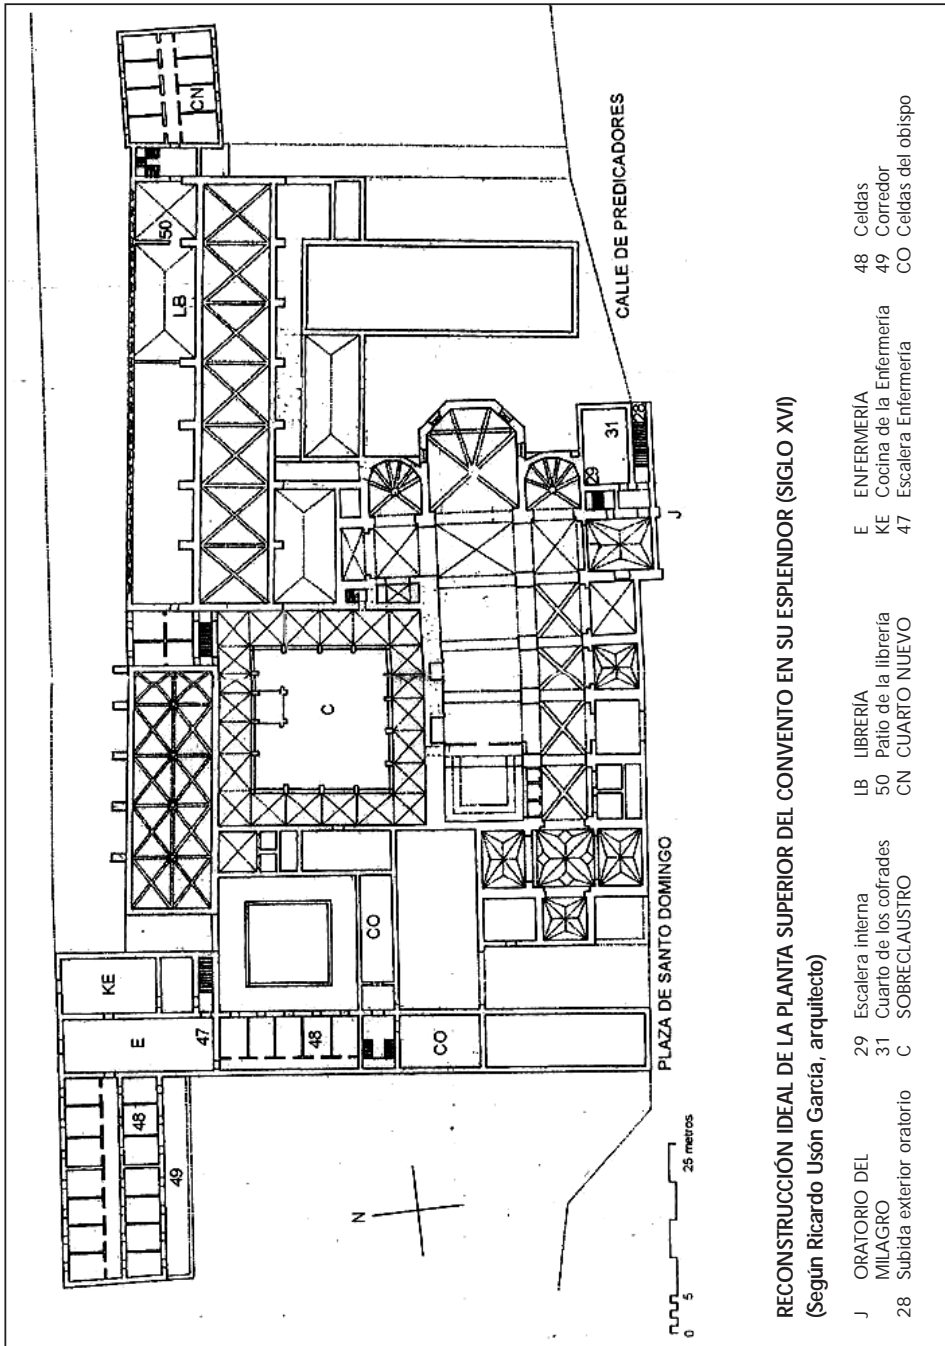 CN
50
LB
CALLE DE PREDICADORES
31
28
29
J
C
CO
KE
E
47
48
CO
48
49
PLAZA DE SANTO DOMINGO
N
0 5 25 metros
RECONSTRUCCIÓN IDEAL DE LA PLANTA SUPERIOR DEL CONVENTO EN SU ESPLENDOR (SIGLO XVI)
(Según Ricardo Usón García, arquitecto)
J ORATORIO DEL
MILAGRO
28 Subida exterior oratorio
29 Escalera interna
31 Cuarto de los cofrades
C SOBRECLAUSTRO
LB LIBRERÍA
50 Patio de la librería
CN CUARTO NUEVO
E ENFERMERÍA
KE Cocina de la Enfermería
47 Escalera Enfermería
48 Celdas
49 Corredor
CO Celdas del obispo